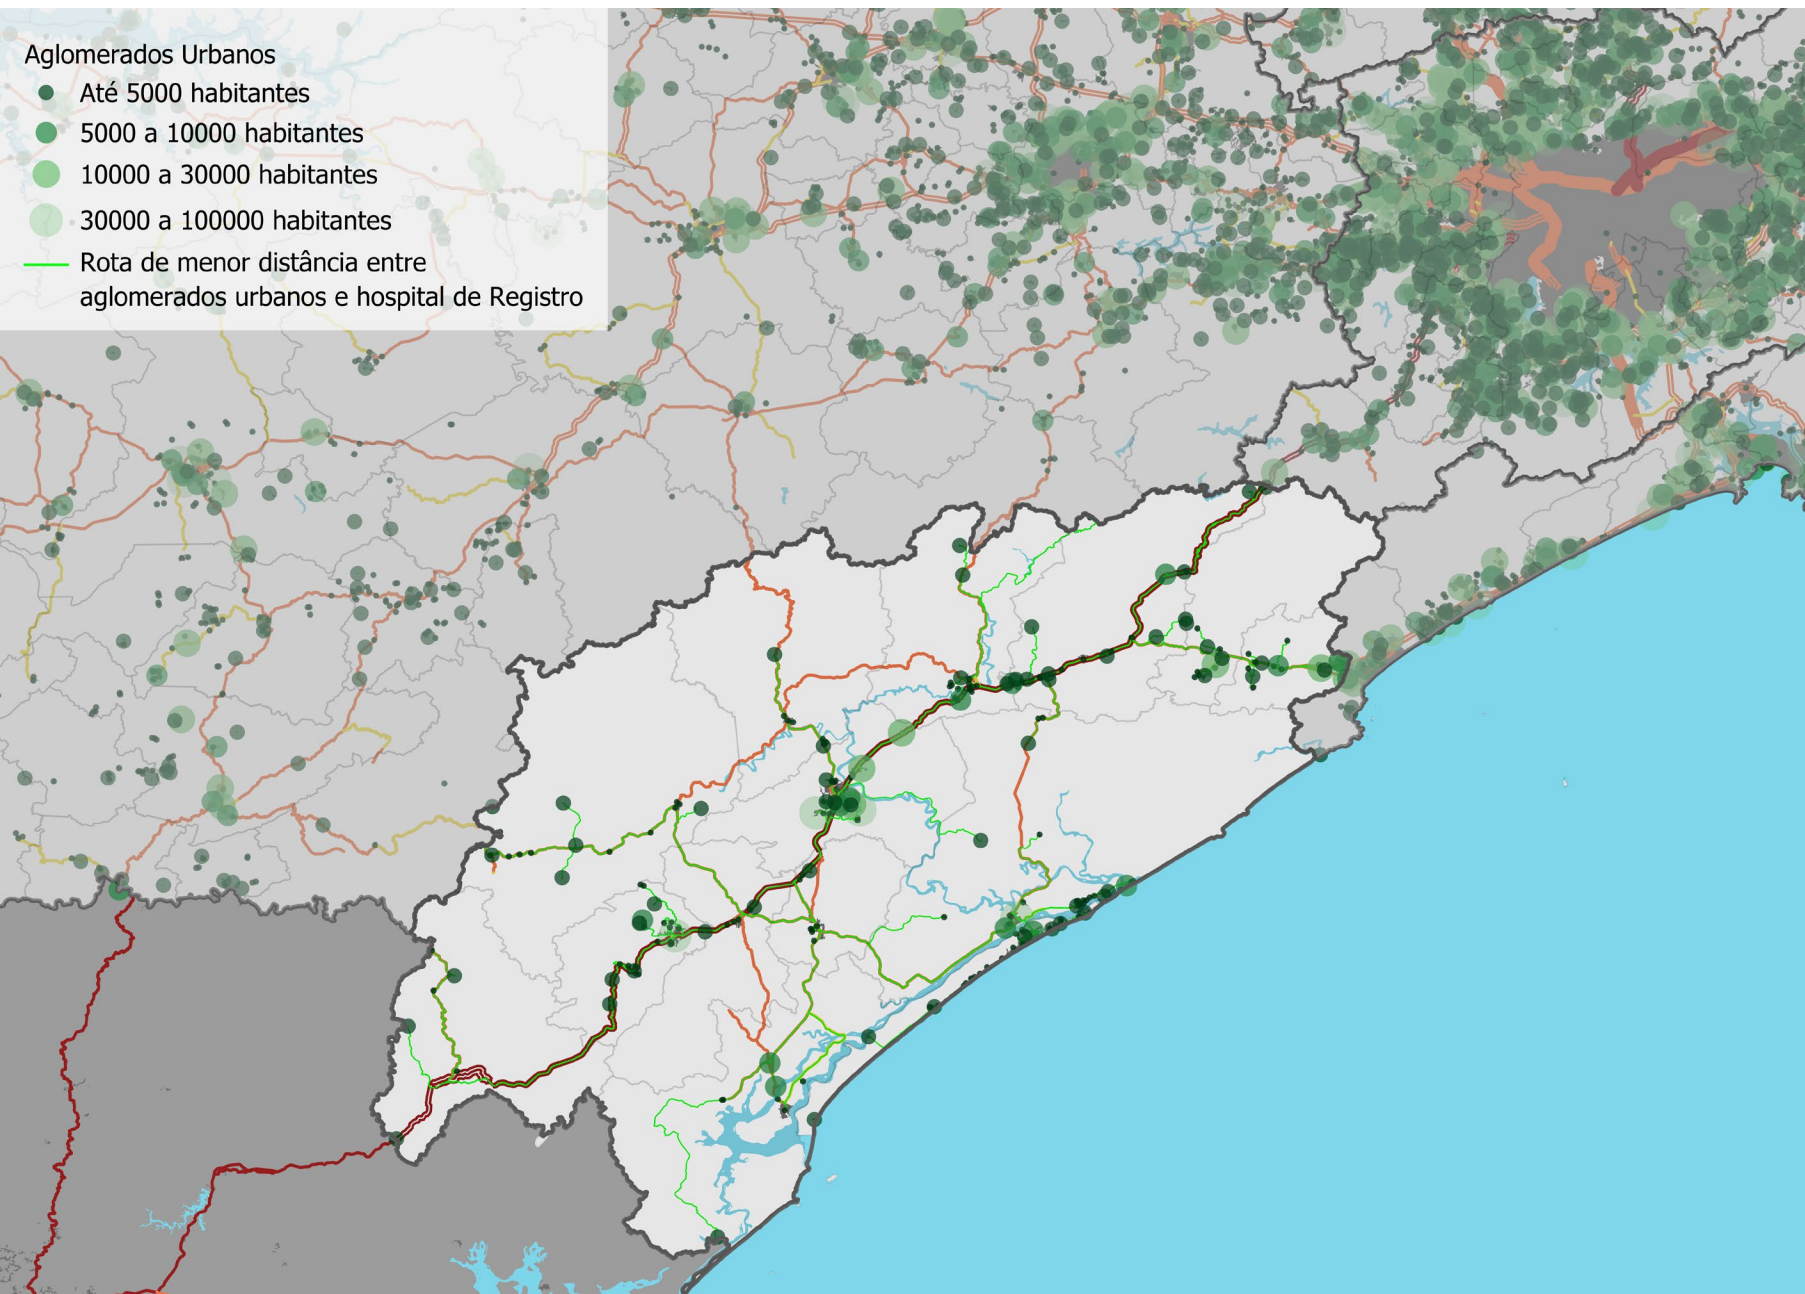 Aglomerados Urbanos
Até 5000 habitantes
5000 a 10000 habitantes
10000 a 30000 habitantes
30000 a 100000 habitantes
Rota de menor distância entre
aglomerados urbanos e hospital de Registro